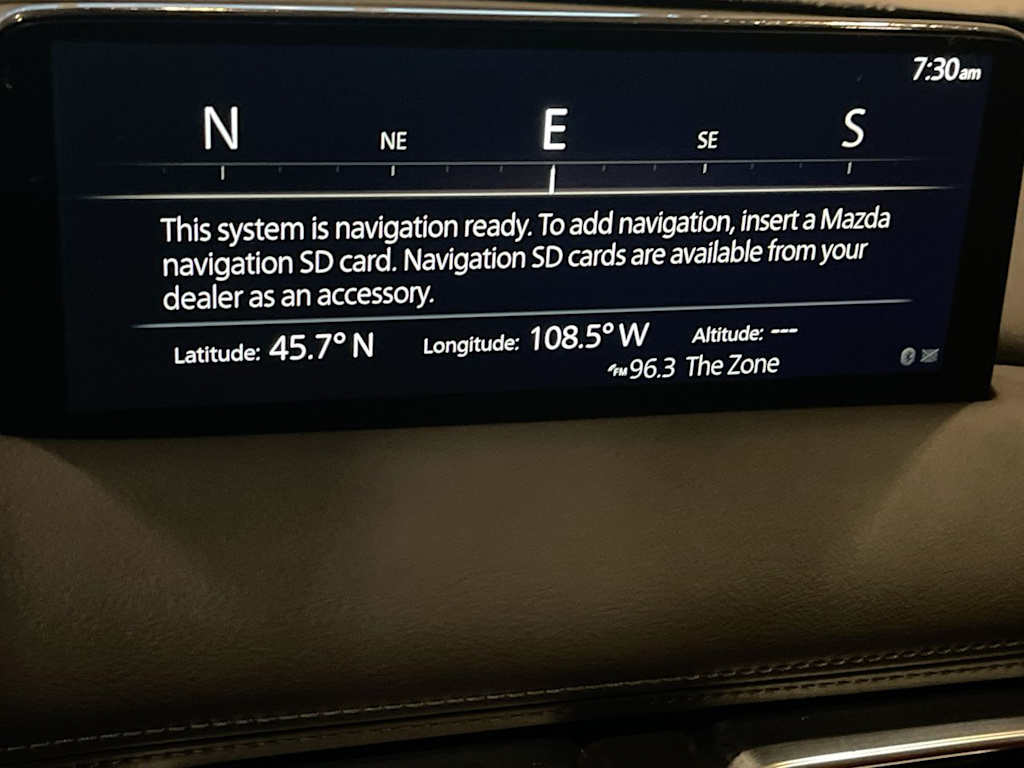 7:30am
N NE E SE S
This system is navigation ready. To add navigation, insert a Mazda
navigation SD card. Navigation SD cards are available from your
dealer as an accessory.
Latitude: 45.7° N Longitude: 108.5° W Altitude: ---
FM 96.3 The Zone